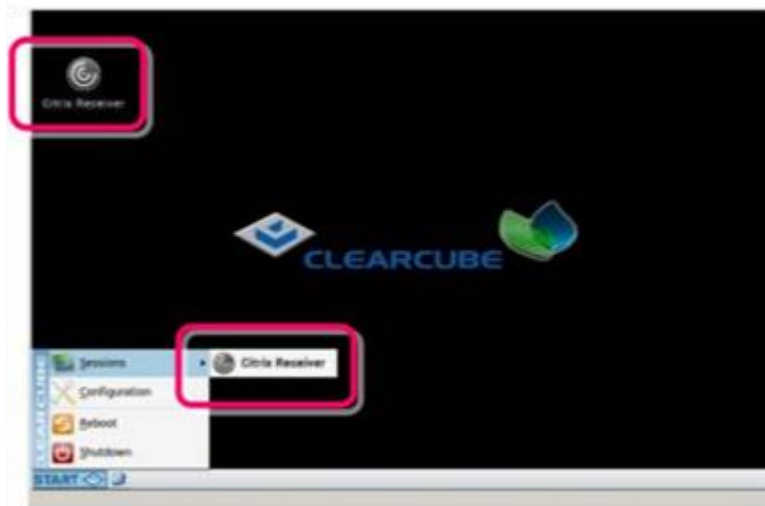 Citrix Receiver
CLEARCUBE
Sessions
Citrix Receiver
Configuration
Reboot
Shutdown
CLEARCUBE
START